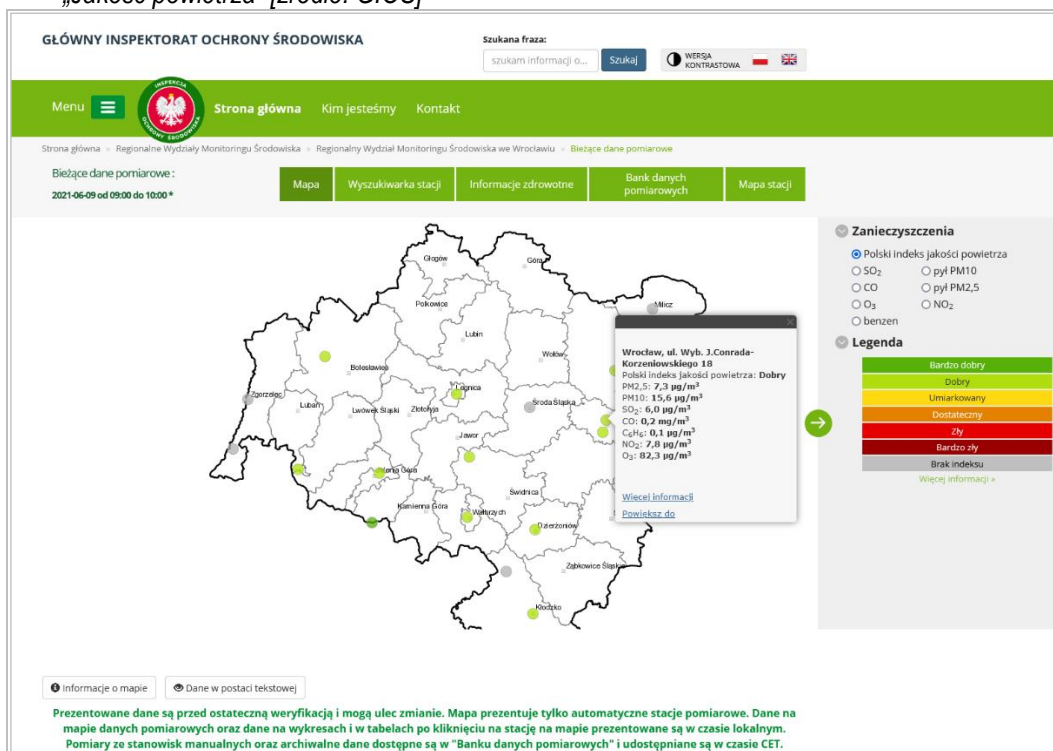 „Jakość powietrza” [źródło: GIOŚ]
GŁÓWNY INSPEKTORAT OCHRONY ŚRODOWISKA
Szukana fraza:
szukam informacji o...
Szukaj
WERSJA
KONTRASTOWA
Menu
INSPEKCJA
OCHRONY ŚRODOWISKA
Strona główna
Kim jesteśmy
Kontakt
Strona główna » Regionalne Wydziały Monitoringu Środowiska » Regionalny Wydział Monitoringu Środowiska we Wrocławiu » Bieżące dane pomiarowe
Bieżące dane pomiarowe :
2021-06-09 od 09:00 do 10:00 *
Mapa
Wyszukiwarka stacji
Informacje zdrowotne
Bank danych
pomiarowych
Mapa stacji
Głogów
Góra
Polkowice
Milicz
Lubin
Wołów
Bolesławiec
Legnica
Zgorzelec
Lubań
Lwówek Śląski
Złotoryja
Środa Śląska
Jawor
Jelenia Góra
Świdnica
Kamienna Góra
Wałbrzych
Dzierżoniów
Ząbkowice Śląskie
Kłodzko
Wrocław, ul. Wyb. J.Conrada-
Korzeniowskiego 18
Polski indeks jakości powietrza: Dobry
PM2,5: 7,3 µg/m³
PM10: 15,6 µg/m³
SO₂: 6,0 µg/m³
CO: 0,2 mg/m³
C₆H₆: 0,1 µg/m³
NO₂: 7,8 µg/m³
O₃: 82,3 µg/m³
Więcej informacji
Powiększ do
Zanieczyszczenia
Polski indeks jakości powietrza
SO₂ pył PM10
CO pył PM2,5
O₃ NO₂
benzen
Legenda
Bardzo dobry
Dobry
Umiarkowany
Dostateczny
Zły
Bardzo zły
Brak indeksu
Więcej informacji »
Informacje o mapie
Dane w postaci tekstowej
Prezentowane dane są przed ostateczną weryfikacją i mogą ulec zmianie. Mapa prezentuje tylko automatyczne stacje pomiarowe. Dane na
mapie danych pomiarowych oraz dane na wykresach i w tabelach po kliknięciu na stację na mapie prezentowane są w czasie lokalnym.
Pomiary ze stanowisk manualnych oraz archiwalne dane dostępne są w "Banku danych pomiarowych" i udostępniane są w czasie CET.